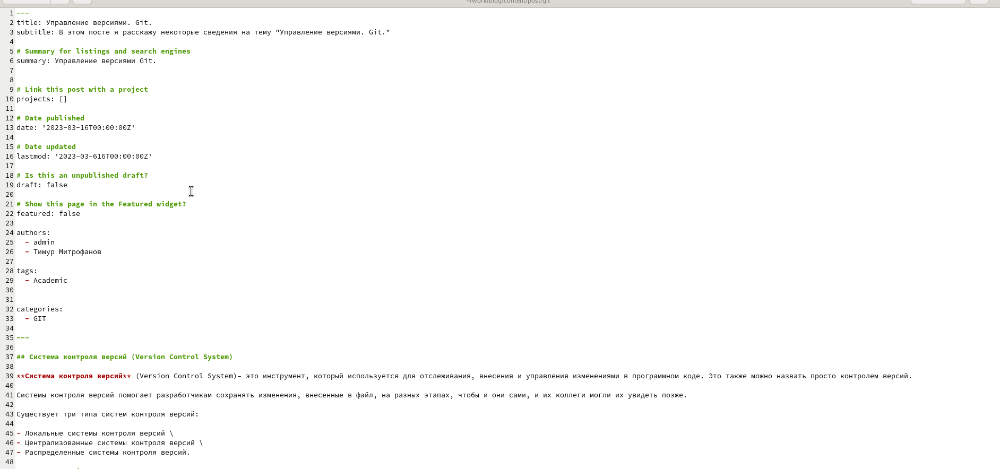 ~/work/blog/content/post/git
1 ---
2 title: Управление версиями. Git.
3 subtitle: В этом посте я расскажу некоторые сведения на тему "Управление версиями. Git."
4
5 # Summary for listings and search engines
6 summary: Управление версиями Git.
7
8
9 # Link this post with a project
10 projects: []
11
12 # Date published
13 date: '2023-03-16T00:00:00Z'
14
15 # Date updated
16 lastmod: '2023-03-616T00:00:00Z'
17
18 # Is this an unpublished draft?
19 draft: false
20
21 # Show this page in the Featured widget?
22 featured: false
23
24 authors:
25   - admin
26   - Тимур Митрофанов
27
28 tags:
29   - Academic
30
31
32 categories:
33   - GIT
34
35 ---
36
37 ## Система контроля версий (Version Control System)
38
39 **Система контроля версий** (Version Control System)– это инструмент, который используется для отслеживания, внесения и управления изменениями в программном коде. Это также можно назвать просто контролем версий.
40
41 Системы контроля версий помогает разработчикам сохранять изменения, внесенные в файл, на разных этапах, чтобы и они сами, и их коллеги могли их увидеть позже.
42
43 Существует три типа систем контроля версий:
44
45 - Локальные системы контроля версий \
46 - Централизованные системы контроля версий \
47 - Распределенные системы контроля версий.
48